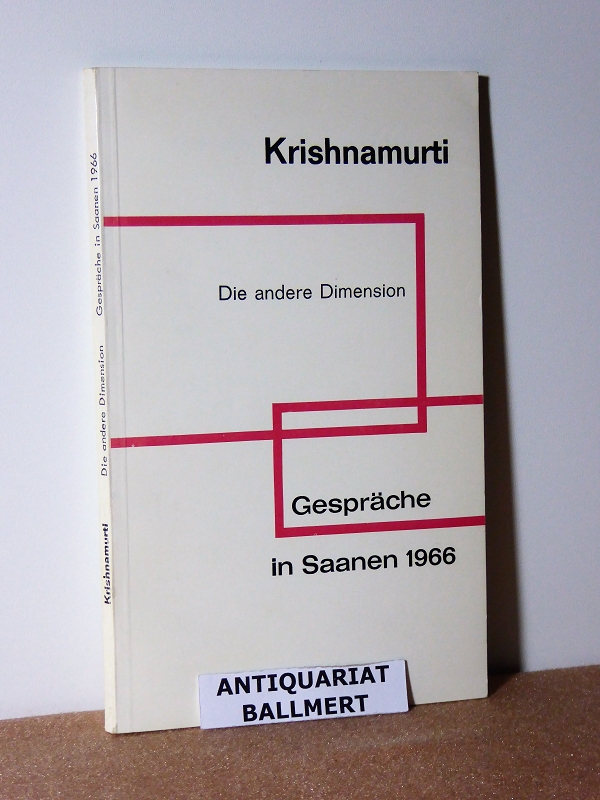 Krishnamurti
Die andere Dimension
Gespräche
in Saanen 1966
Krishnamurti Die andere Dimension Gespräche in Saanen 1966
ANTIQUARIAT
BALLMERT